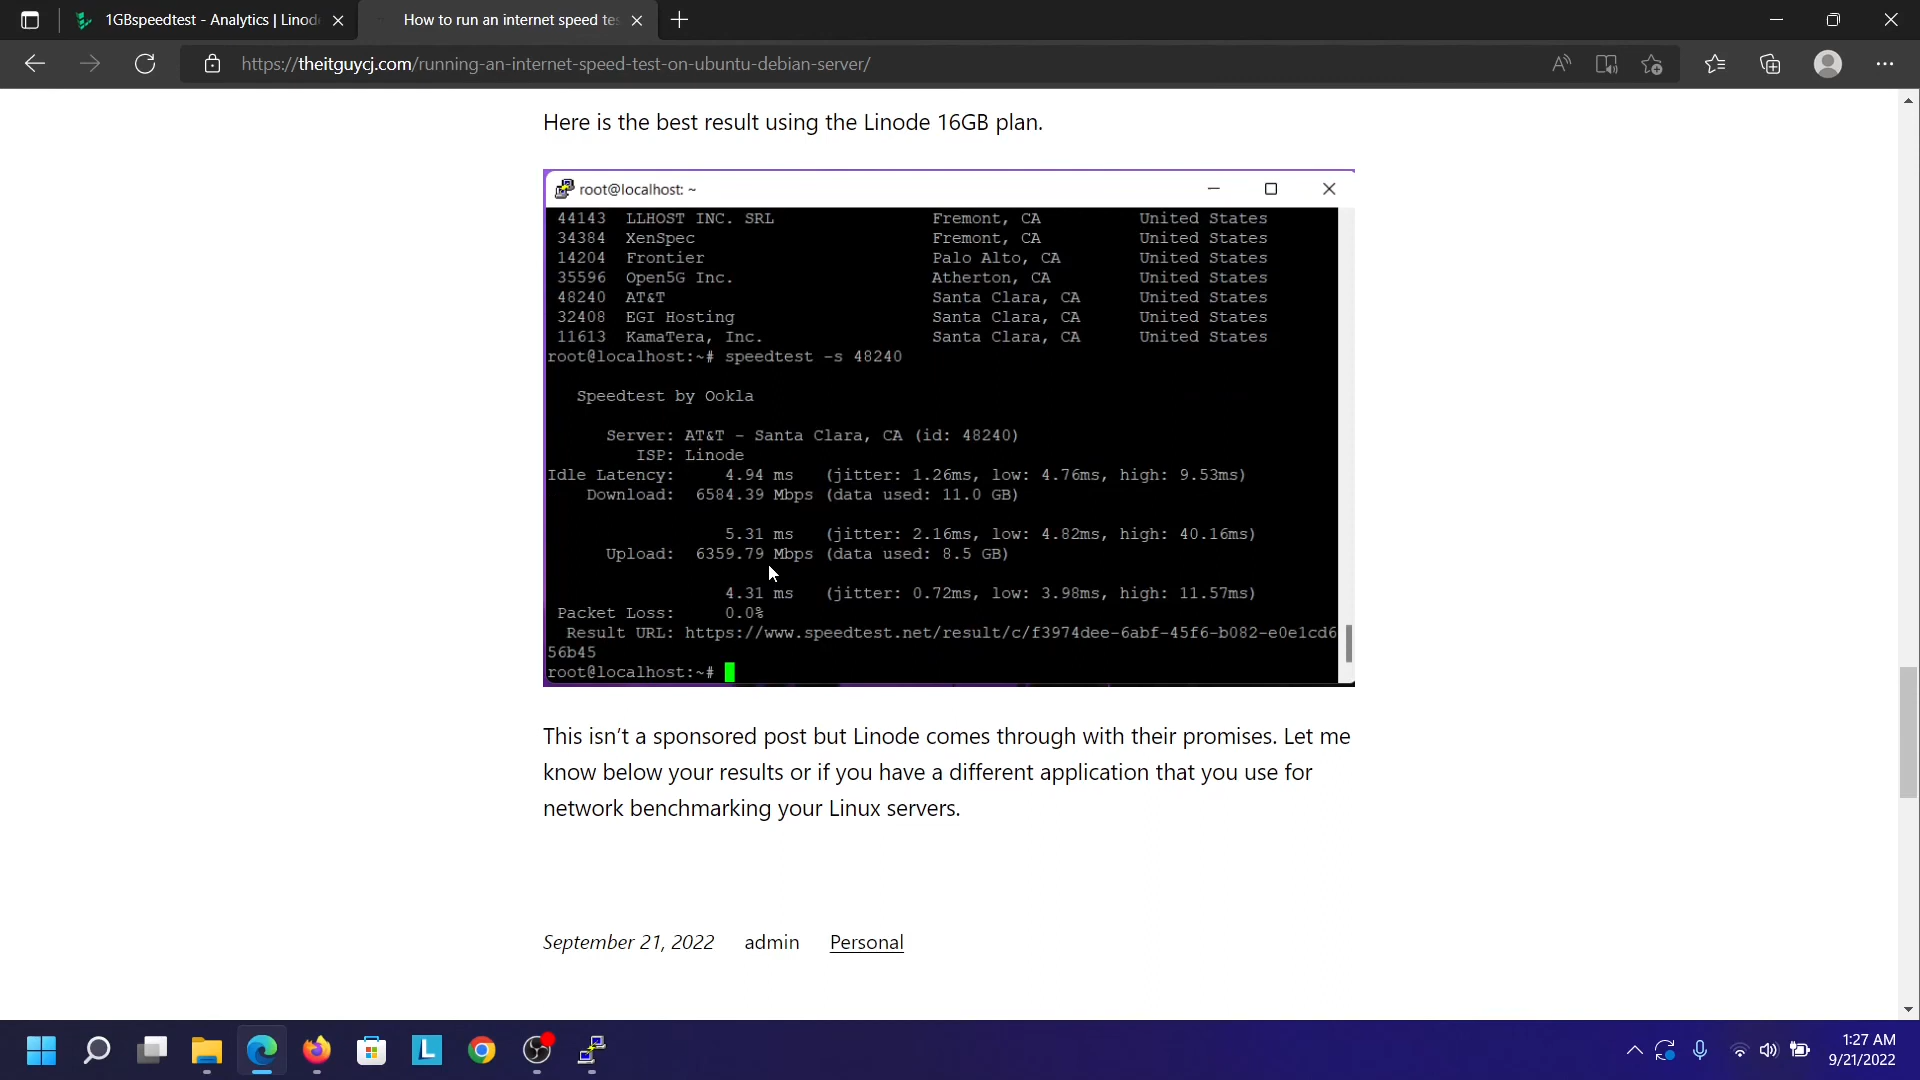 1GBspeedtest - Analytics | Linod
How to run an internet speed tes
https://theitguycj.com/running-an-internet-speed-test-on-ubuntu-debian-server/
Here is the best result using the Linode 16GB plan.
root@localhost: ~
44143 LLHOST INC. SRL Fremont, CA United States
34384 XenSpec Fremont, CA United States
14204 Frontier Palo Alto, CA United States
35596 Open5G Inc. Atherton, CA United States
48240 AT&T Santa Clara, CA United States
32408 EGI Hosting Santa Clara, CA United States
11613 KamaTera, Inc. Santa Clara, CA United States
root@localhost:~# speedtest -s 48240
Speedtest by Ookla
Server: AT&T - Santa Clara, CA (id: 48240)
ISP: Linode
Idle Latency: 4.94 ms (jitter: 1.26ms, low: 4.76ms, high: 9.53ms)
Download: 6584.39 Mbps (data used: 11.0 GB)
5.31 ms (jitter: 2.16ms, low: 4.82ms, high: 40.16ms)
Upload: 6359.79 Mbps (data used: 8.5 GB)
4.31 ms (jitter: 0.72ms, low: 3.98ms, high: 11.57ms)
Packet Loss: 0.0%
Result URL: https://www.speedtest.net/result/c/f3974dee-6abf-45f6-b082-e0e1cd6
56b45
root@localhost:~#
This isn’t a sponsored post but Linode comes through with their promises. Let me
know below your results or if you have a different application that you use for
network benchmarking your Linux servers.
September 21, 2022 admin Personal
L
1:27 AM
9/21/2022